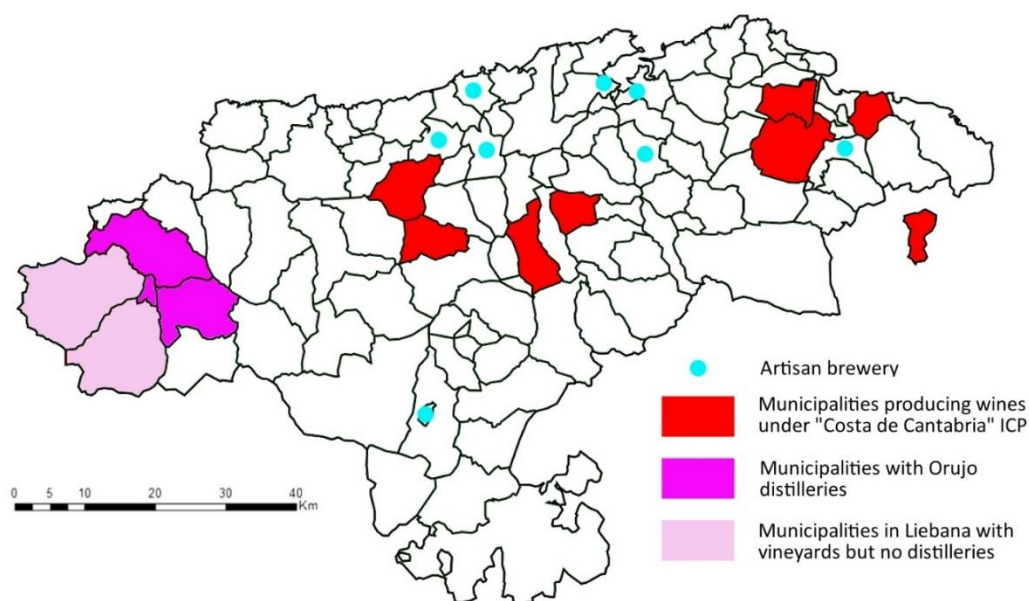 Artisan brewery
Municipalities producing wines
under "Costa de Cantabria" ICP
Municipalities with Orujo
distilleries
Municipalities in Liebana with
vineyards but no distilleries
0 5 10 20 30 40
Km